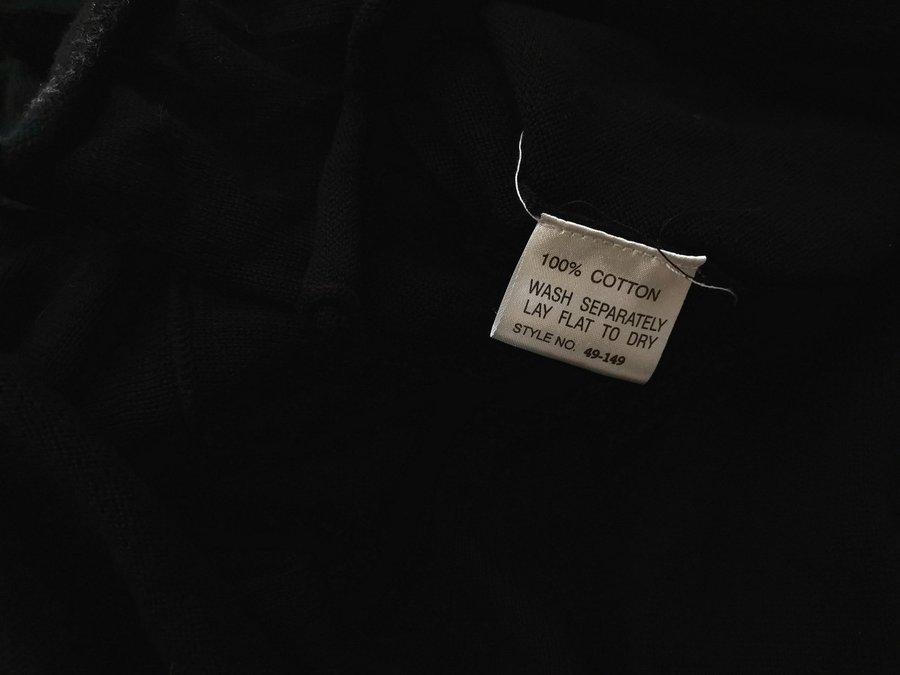 100% COTTON
WASH SEPARATELY
LAY FLAT TO DRY
STYLE NO. 49-149